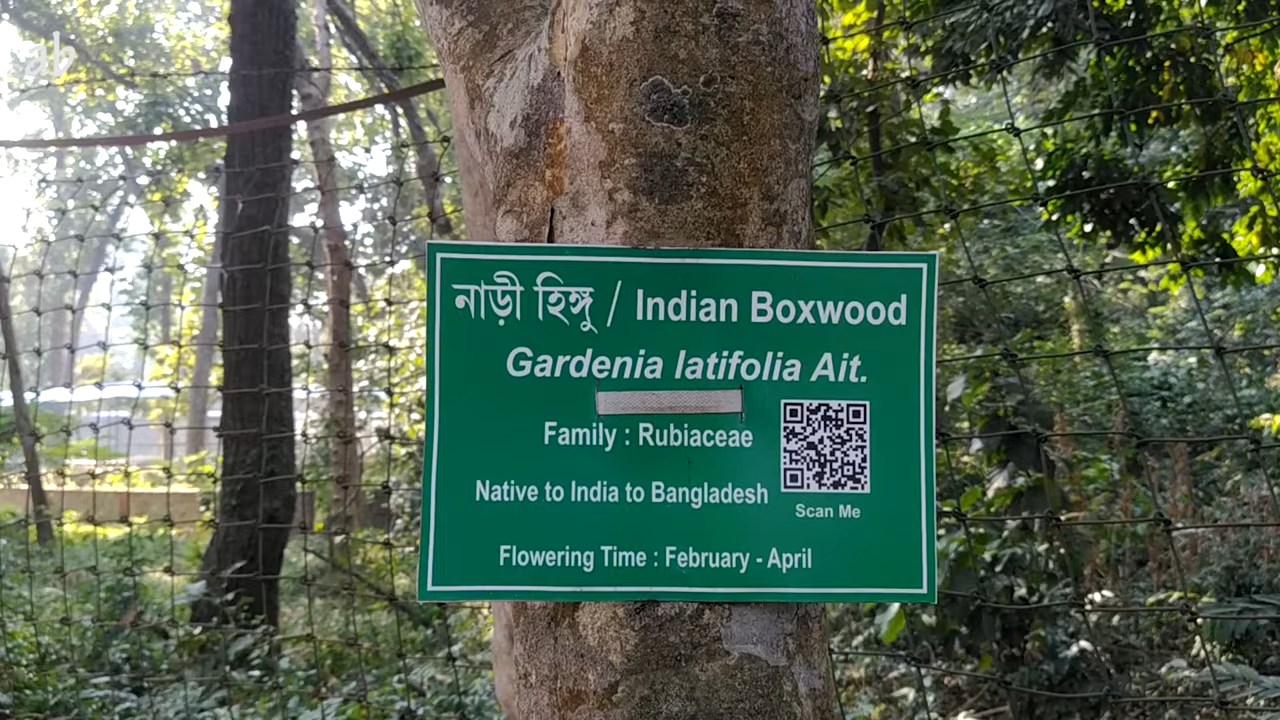 নাড়ী হিঙ্গু / Indian Boxwood
Gardenia latifolia Ait.
Family : Rubiaceae
Native to India to Bangladesh
Scan Me
Flowering Time : February - April